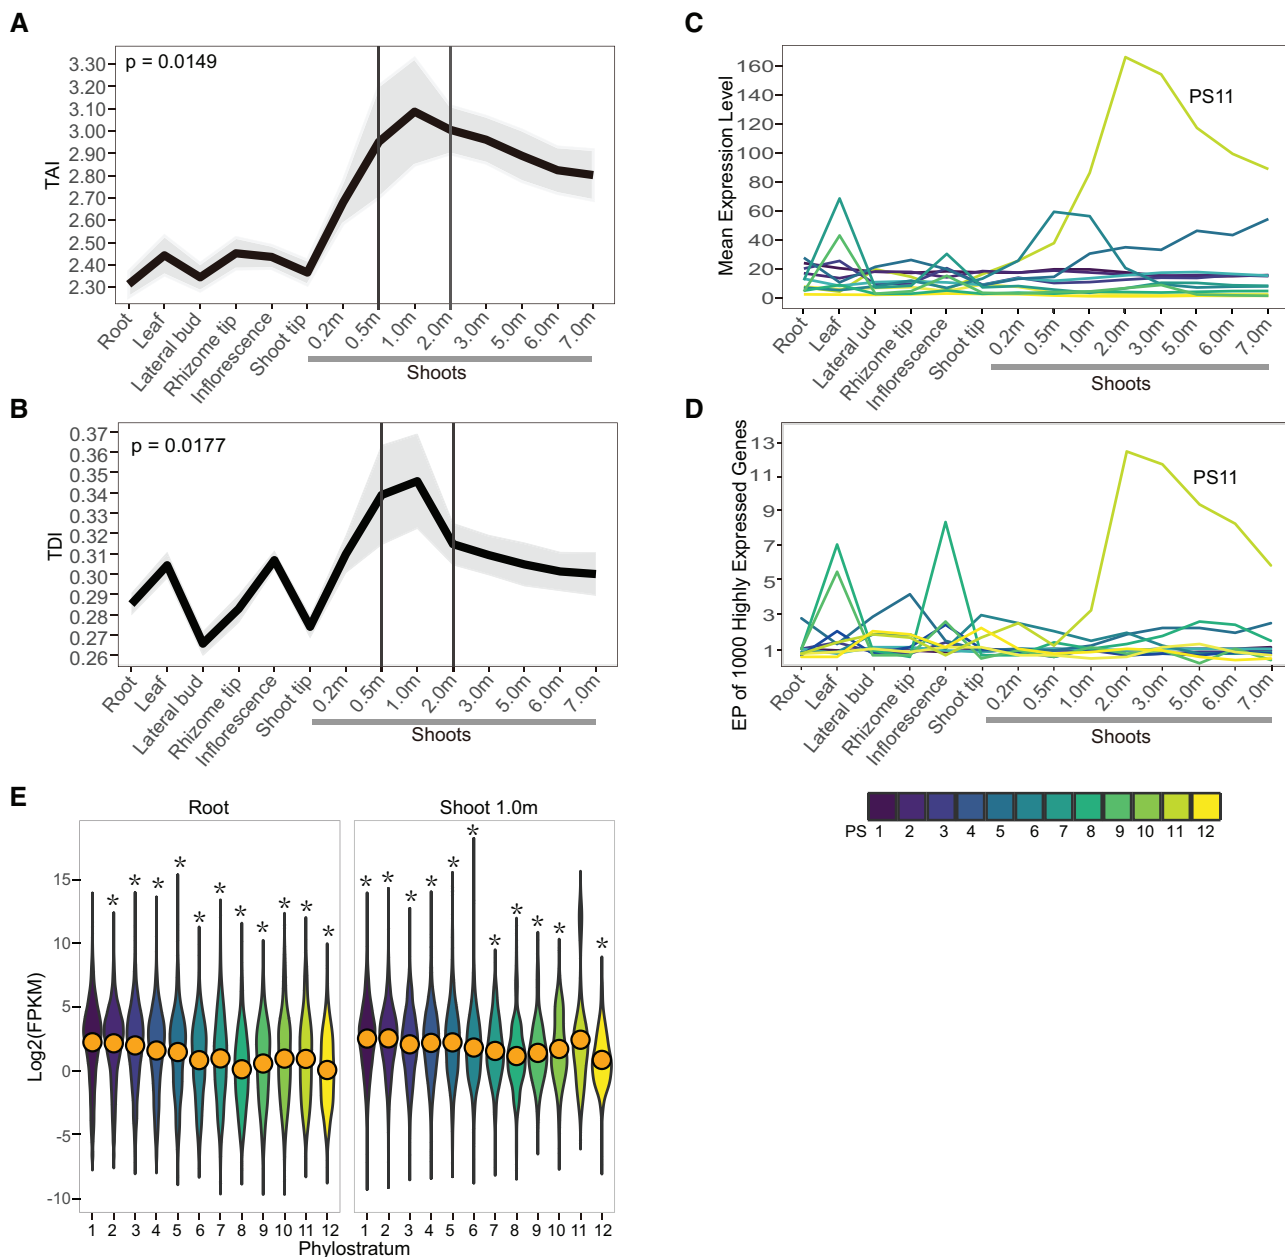 A
p = 0.0149
TAI
3.30
3.20
3.10
3.00
2.90
2.80
2.70
2.60
2.50
2.40
2.30
Root
Leaf
Lateral bud
Rhizome tip
Inflorescence
Shoot tip
0.2m
0.5m
1.0m
2.0m
3.0m
5.0m
6.0m
7.0m
Shoots
B
p = 0.0177
TDI
0.37
0.36
0.35
0.34
0.33
0.32
0.31
0.30
0.29
0.28
0.27
0.26
Root
Leaf
Lateral bud
Rhizome tip
Inflorescence
Shoot tip
0.2m
0.5m
1.0m
2.0m
3.0m
5.0m
6.0m
7.0m
Shoots
C
Mean Expression Level
160
140
120
100
80
60
40
20
0
PS11
Root
Leaf
Lateral ud
Rhizome tip
Inflorescence
Shoot tip
0.2m
0.5m
1.0m
2.0m
3.0m
5.0m
6.0m
7.0m
Shoots
D
EP of 1000 Highly Expressed Genes
13
11
9
7
5
3
1
PS11
Root
Leaf
Lateral bud
Rhizome tip
Inflorescence
Shoot tip
0.2m
0.5m
1.0m
2.0m
3.0m
5.0m
6.0m
7.0m
Shoots
PS 1 2 3 4 5 6 7 8 9 10 11 12
E
Root
Shoot 1.0m
Log2(FPKM)
15
10
5
0
-5
-10
* * * * * * * * * * *
* * * * * * * * * * *
1 2 3 4 5 6 7 8 9 10 11 12
1 2 3 4 5 6 7 8 9 10 11 12
Phylostratum